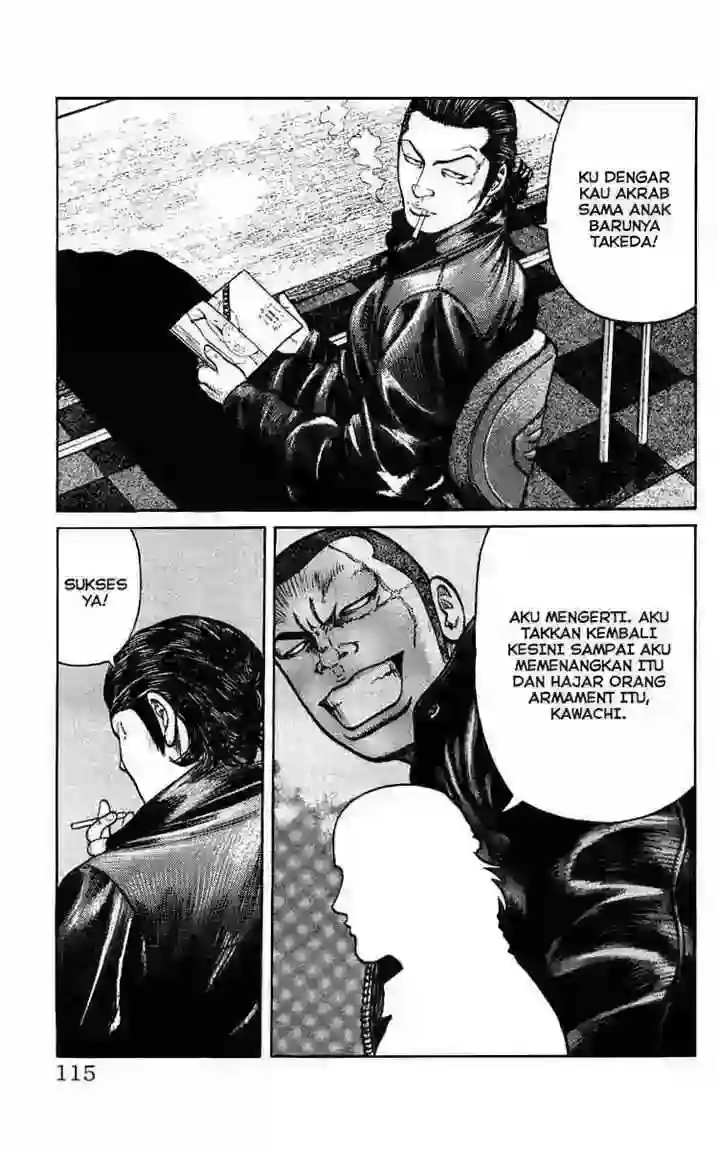 KU DENGAR
KAU AKRAB
SAMA ANAK
BARUNYA
TAKEDA!
AKU MENGERTI. AKU
TAKKAN KEMBALI
KESINI SAMPAI AKU
MEMENANGKAN ITU
DAN HAJAR ORANG
ARMAMENT ITU,
KAWACHI.
SUKSES
YA!
115